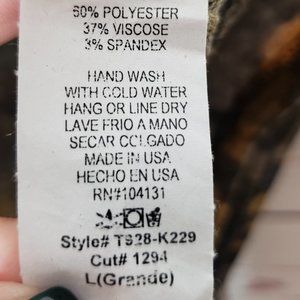 60% POLYESTER
37% VISCOSE
3% SPANDEX
HAND WASH
WITH COLD WATER
HANG OR LINE DRY
LAVE FRIO A MANO
SECAR COLGADO
MADE IN USA
HECHO EN USA
RN#104131
Style# T928-K229
Cut# 1294
L(Grande)